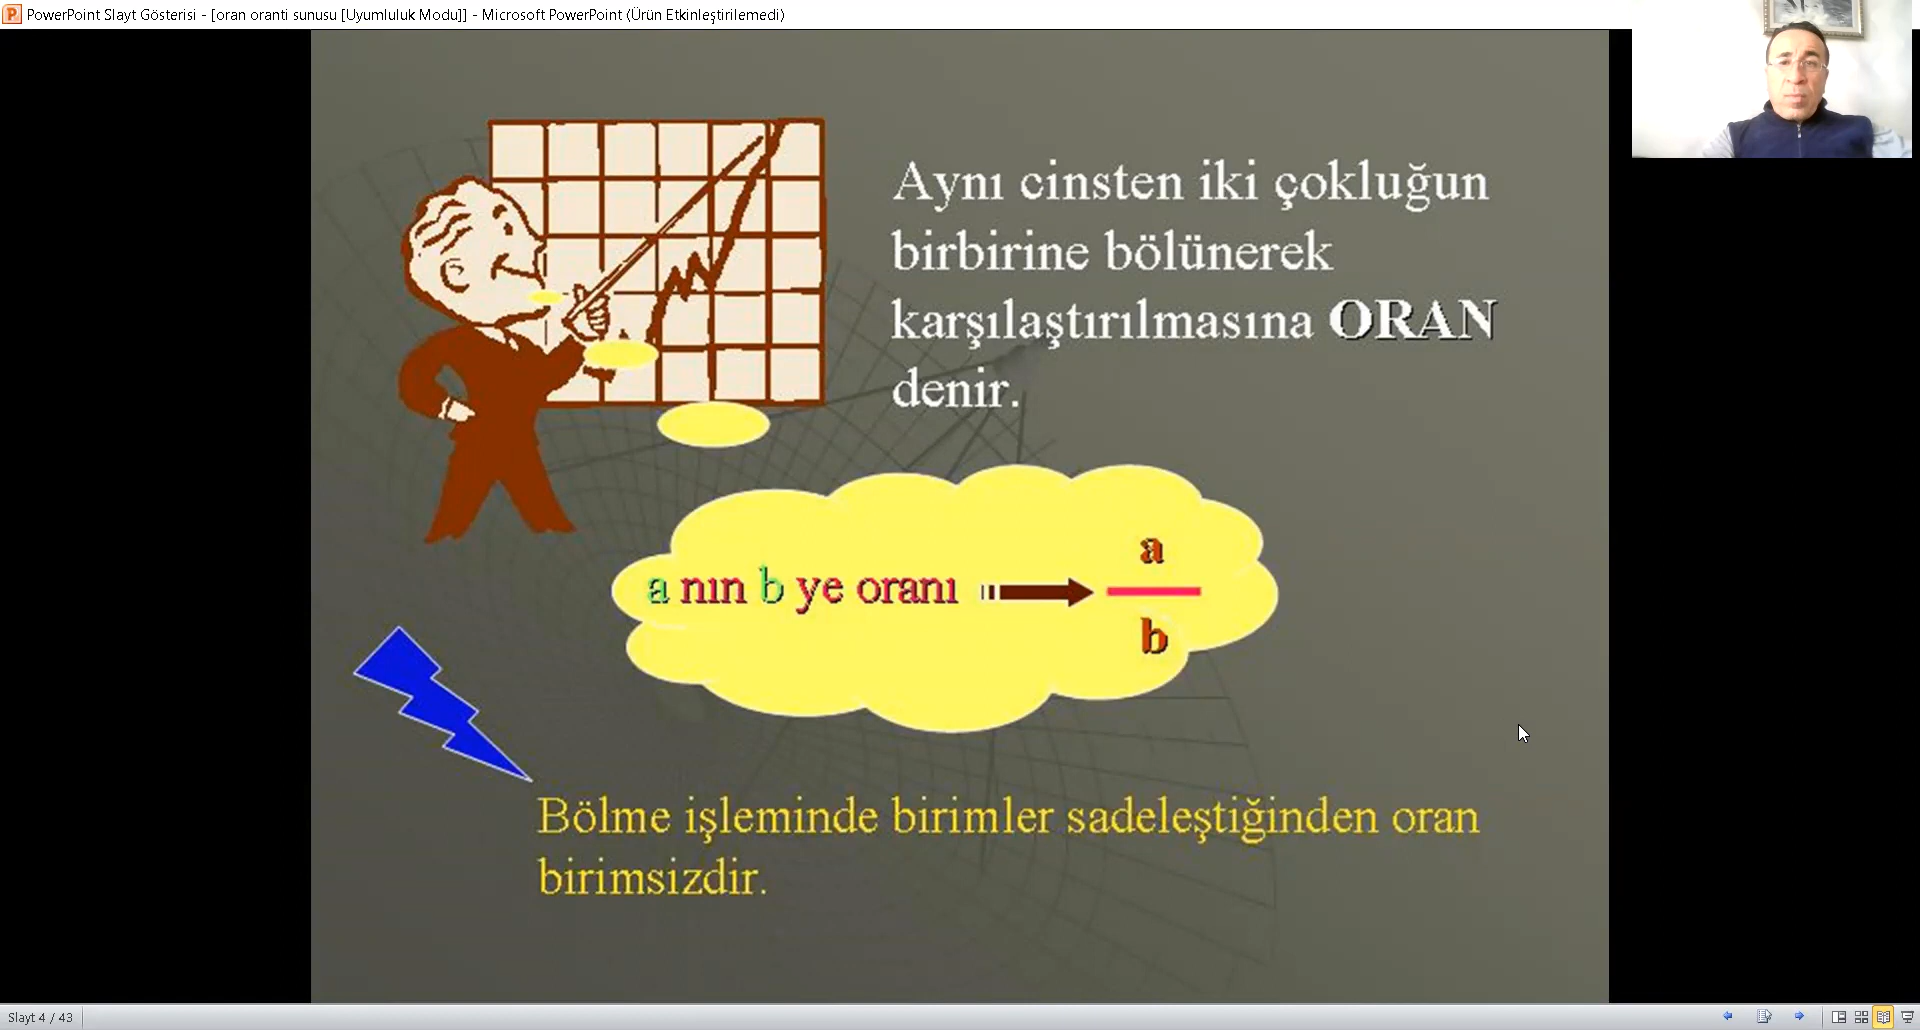 PowerPoint Slayt Gösterisi - [oran oranti sunusu [Uyumluluk Modu]] - Microsoft PowerPoint (Ürün Etkinleştirilemedi)
Aynı cinsten iki çokluğun
birbirine bölünerek
karşılaştırılmasına ORAN
denir.
a nın b ye oranı
a
b
Bölme işleminde birimler sadeleştiğinden oran
birimsizdir.
Slayt 4 / 43